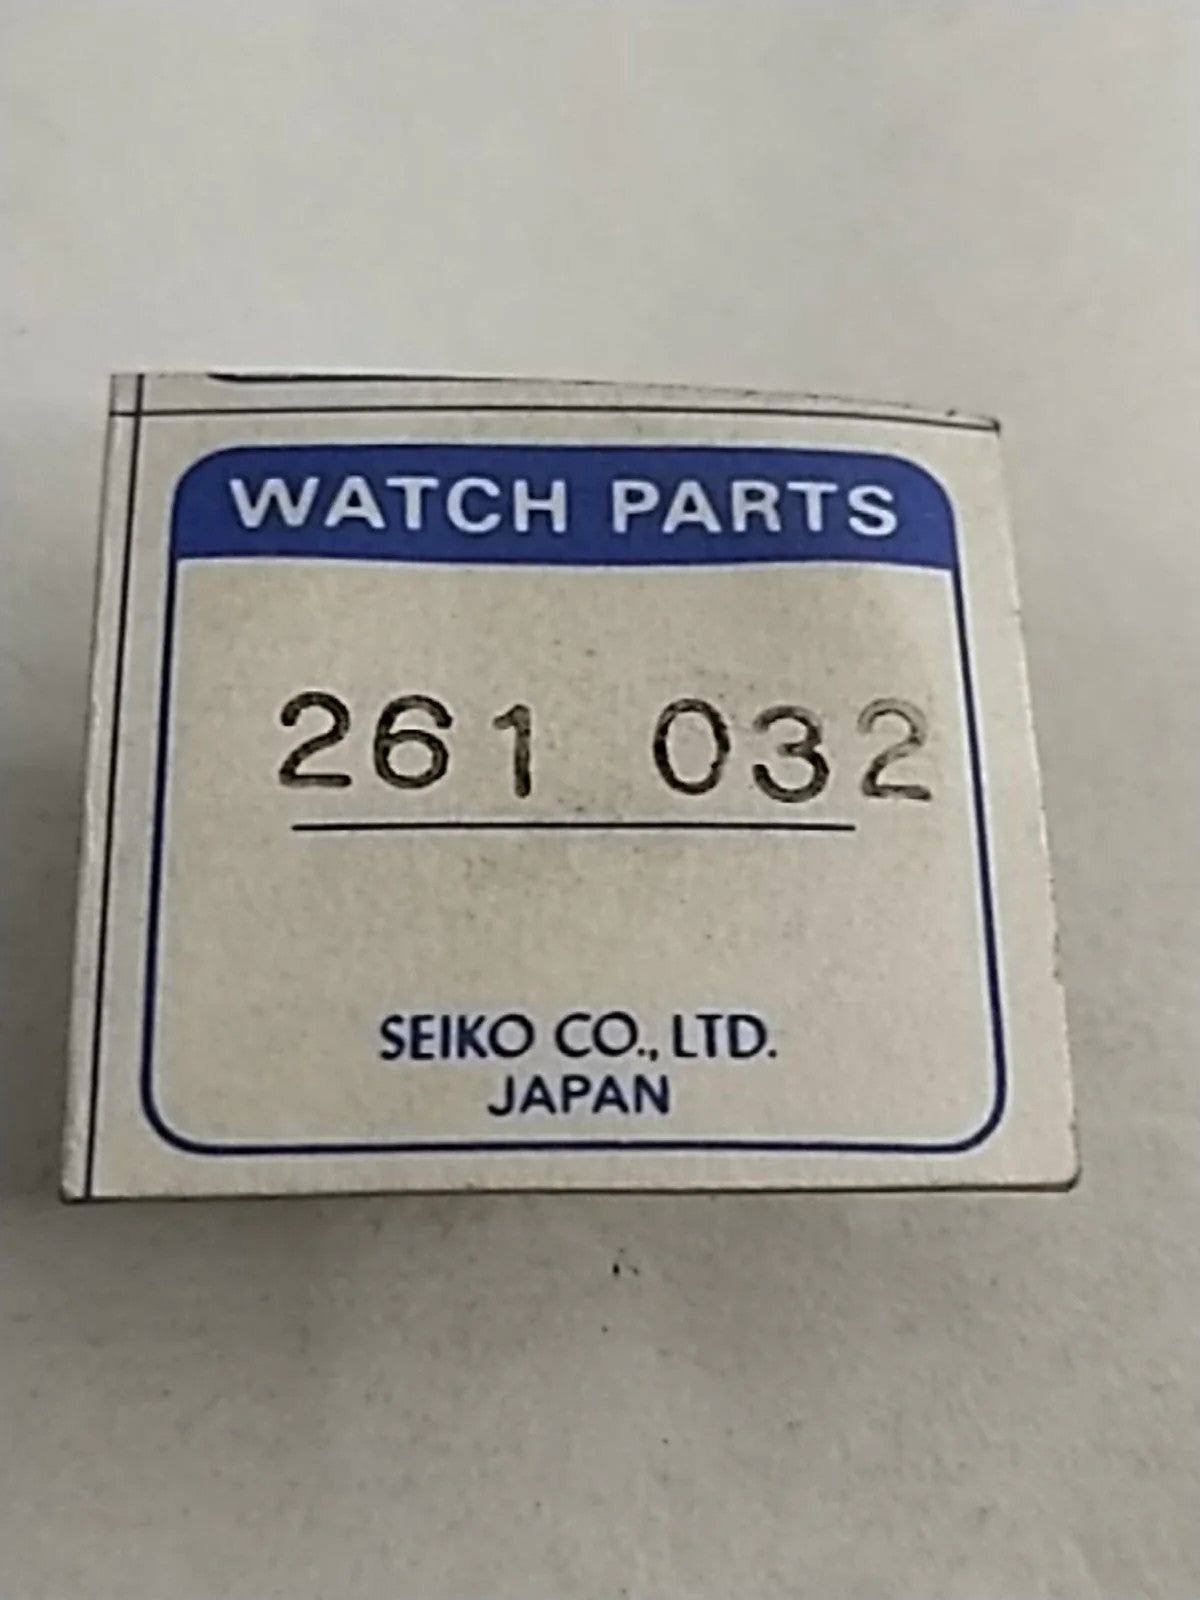 WATCH PARTS
261 032
SEIKO CO., LTD.
JAPAN